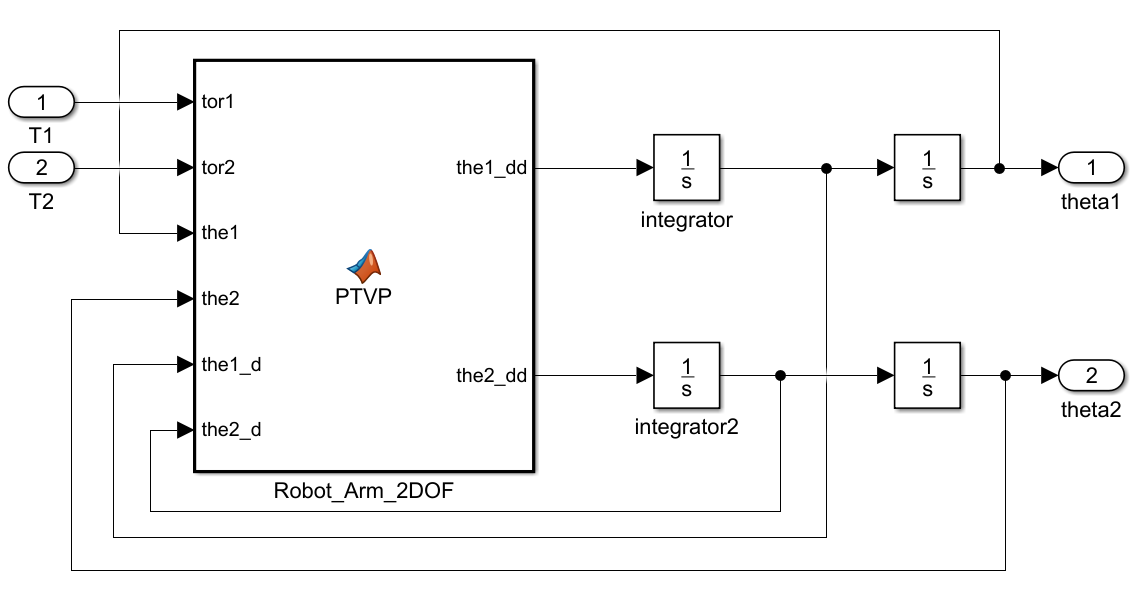 1
T1
2
T2
tor1
tor2
the1
the2
the1_d
the2_d
PTVP
the1_dd
the2_dd
Robot_Arm_2DOF
1
s
integrator
1
s
1
theta1
1
s
integrator2
1
s
2
theta2